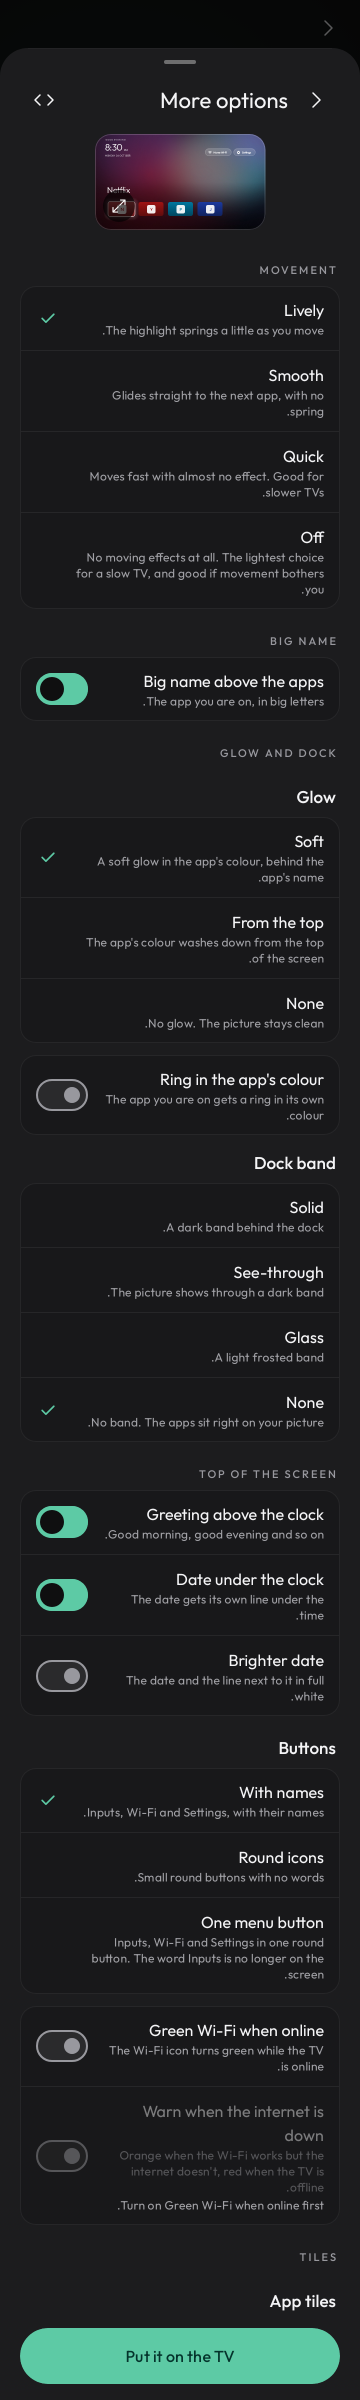 More options
8:30
Netflix
MOVEMENT
Lively
The highlight springs a little as you move.
Smooth
Glides straight to the next app, with no
spring.
Quick
Moves fast with almost no effect. Good for
slower TVs.
Off
No moving effects at all. The lightest choice
for a slow TV, and good if movement bothers
you.
BIG NAME
Big name above the apps
The app you are on, in big letters.
GLOW AND DOCK
Glow
Soft
A soft glow in the app's colour, behind the
app's name.
From the top
The app's colour washes down from the top
of the screen.
None
No glow. The picture stays clean.
Ring in the app's colour
The app you are on gets a ring in its own
colour.
Dock band
Solid
A dark band behind the dock.
See-through
The picture shows through a dark band.
Glass
A light frosted band.
None
No band. The apps sit right on your picture.
TOP OF THE SCREEN
Greeting above the clock
Good morning, good evening and so on.
Date under the clock
The date gets its own line under the
time.
Brighter date
The date and the line next to it in full
white.
Buttons
With names
Inputs, Wi-Fi and Settings, with their names.
Round icons
Small round buttons with no words.
One menu button
Inputs, Wi-Fi and Settings in one round
button. The word Inputs is no longer on the
screen.
Green Wi-Fi when online
The Wi-Fi icon turns green while the TV
is online.
Warn when the internet is
down
Orange when the Wi-Fi works but the
internet doesn't, red when the TV is
offline.
Turn on Green Wi-Fi when online first.
TILES
App tiles
Put it on the TV